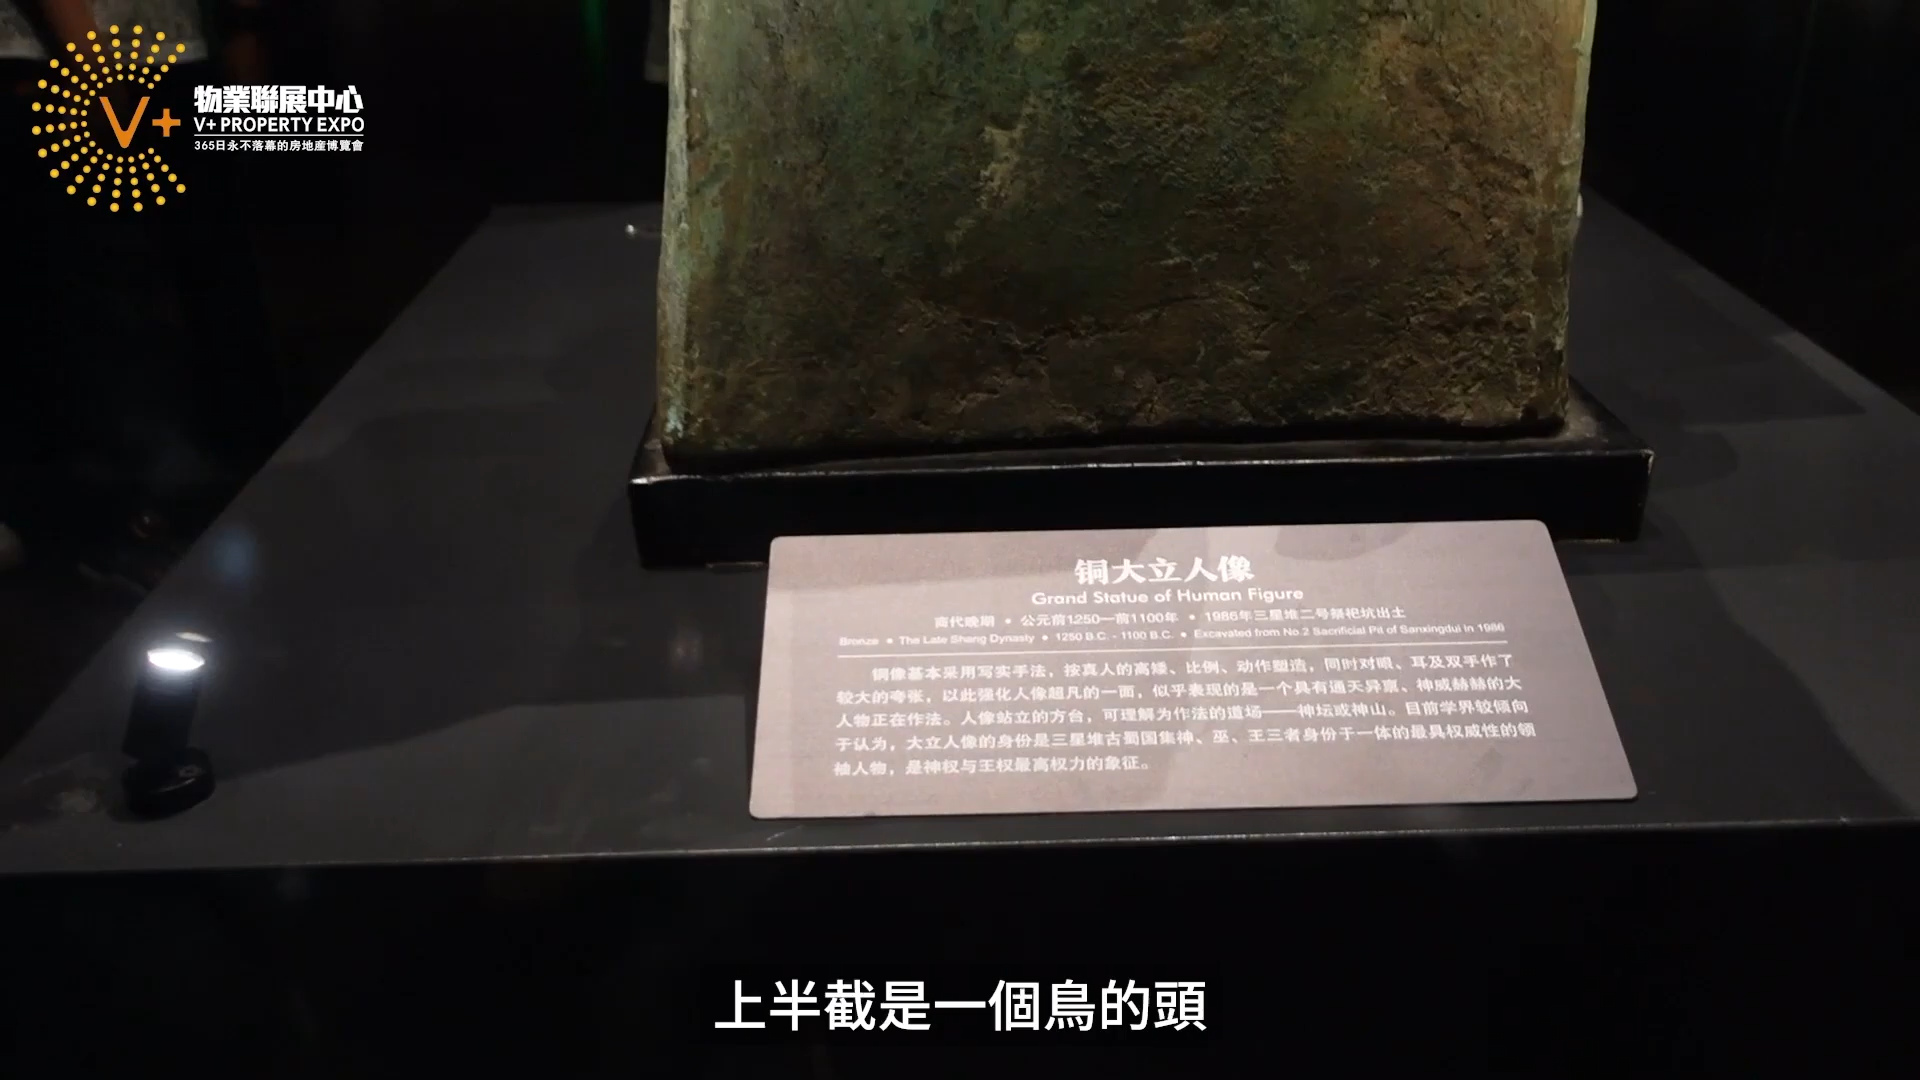 V+
物業聯展中心
V+ PROPERTY EXPO
365日永不落幕的房地産博覽會
铜大立人像
Grand Statue of Human Figure
商代晚期 • 公元前1250—前1100年 • 1986年三星堆二号祭祀坑出土
Bronze • The Late Shang Dynasty • 1250 B.C. - 1100 B.C. • Excavated from No.2 Sacrificial Pit of Sanxingdui in 1986
铜像基本采用写实手法，按真人的高矮、比例、动作塑造，同时对眼、耳及双手作了
较大的夸张，以此强化人像超凡的一面，似乎表现的是一个具有通天异禀、神威赫赫的大
人物正在作法。人像站立的方台，可理解为作法的道场——神坛或神山。目前学界较倾向
于认为，大立人像的身份是三星堆古蜀国集神、巫、王三者身份于一体的最具权威性的领
袖人物，是神权与王权最高权力的象征。
上半截是一個鳥的頭